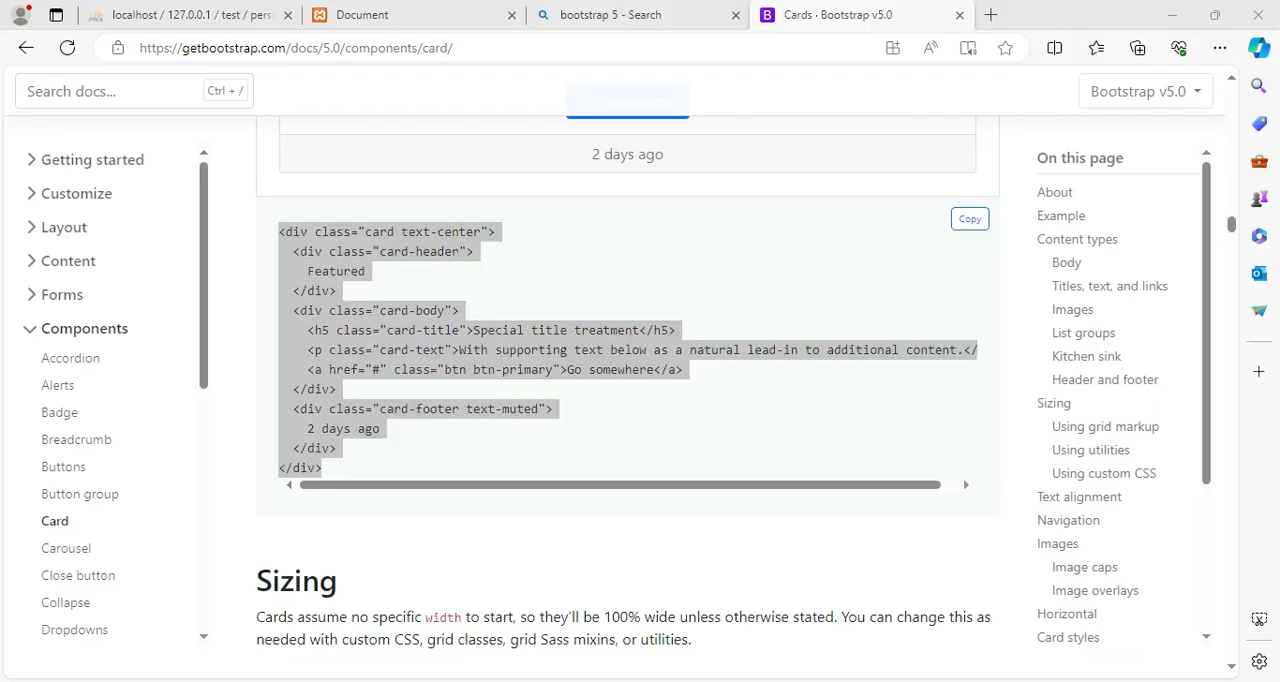 localhost / 127.0.0.1 / test / pers
Document
bootstrap 5 - Search
Cards · Bootstrap v5.0
https://getbootstrap.com/docs/5.0/components/card/
Search docs...
Ctrl + /
Bootstrap v5.0
Getting started
Customize
Layout
Content
Forms
Components
Accordion
Alerts
Badge
Breadcrumb
Buttons
Button group
Card
Carousel
Close button
Collapse
Dropdowns
2 days ago
Copy
<div class="card text-center">
<div class="card-header">
Featured
</div>
<div class="card-body">
<h5 class="card-title">Special title treatment</h5>
<p class="card-text">With supporting text below as a natural lead-in to additional content.</
<a href="#" class="btn btn-primary">Go somewhere</a>
</div>
<div class="card-footer text-muted">
2 days ago
</div>
</div>
Sizing
Cards assume no specific width to start, so they'll be 100% wide unless otherwise stated. You can change this as
needed with custom CSS, grid classes, grid Sass mixins, or utilities.
On this page
About
Example
Content types
Body
Titles, text, and links
Images
List groups
Kitchen sink
Header and footer
Sizing
Using grid markup
Using utilities
Using custom CSS
Text alignment
Navigation
Images
Image caps
Image overlays
Horizontal
Card styles